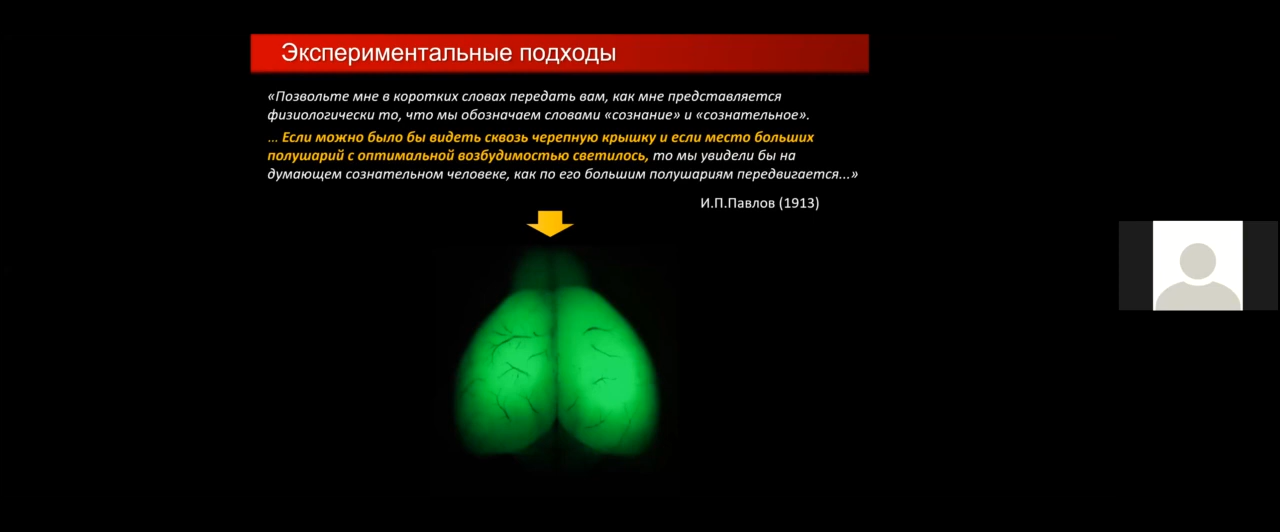 Экспериментальные подходы
«Позвольте мне в коротких словах передать вам, как мне представляется
физиологически то, что мы обозначаем словами «сознание» и «сознательное».
... Если можно было бы видеть сквозь черепную крышку и если место больших
полушарий с оптимальной возбудимостью светилось, то мы увидели бы на
думающем сознательном человеке, как по его большим полушариям передвигается...»
И.П.Павлов (1913)